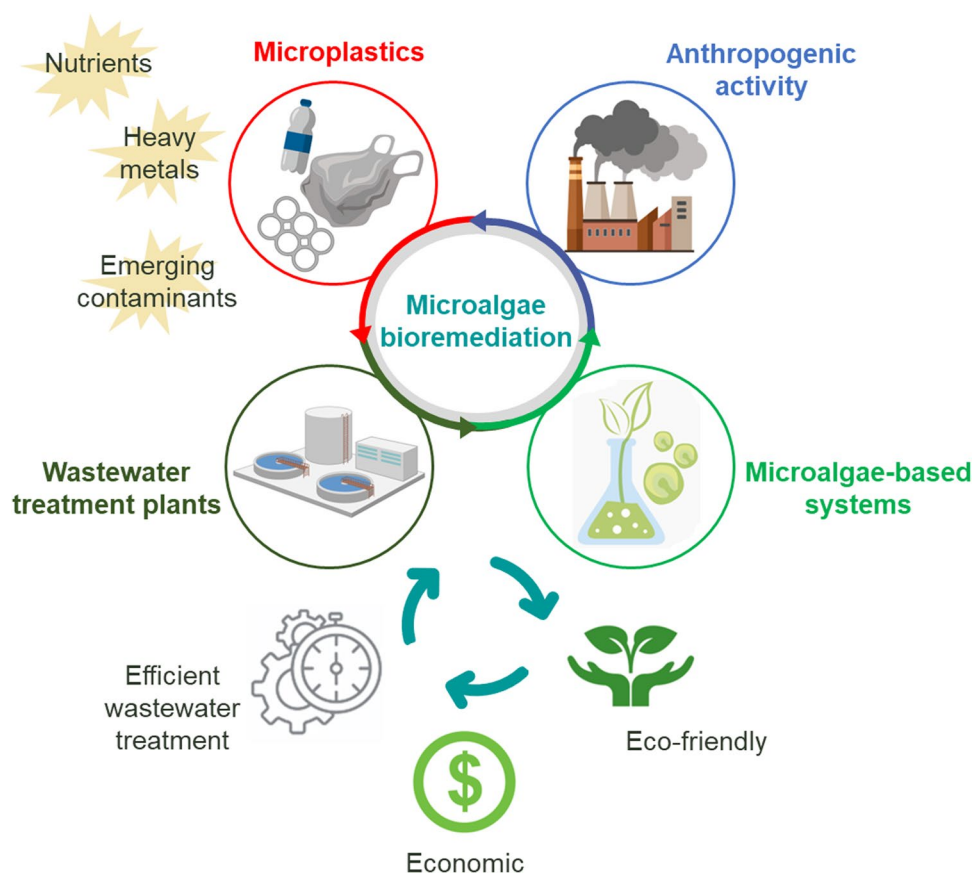 Nutrients
Microplastics
Anthropogenic
activity
Heavy
metals
Emerging
contaminants
Microalgae
bioremediation
Wastewater
treatment plants
Microalgae-based
systems
Efficient
wastewater
treatment
Eco-friendly
$
Economic